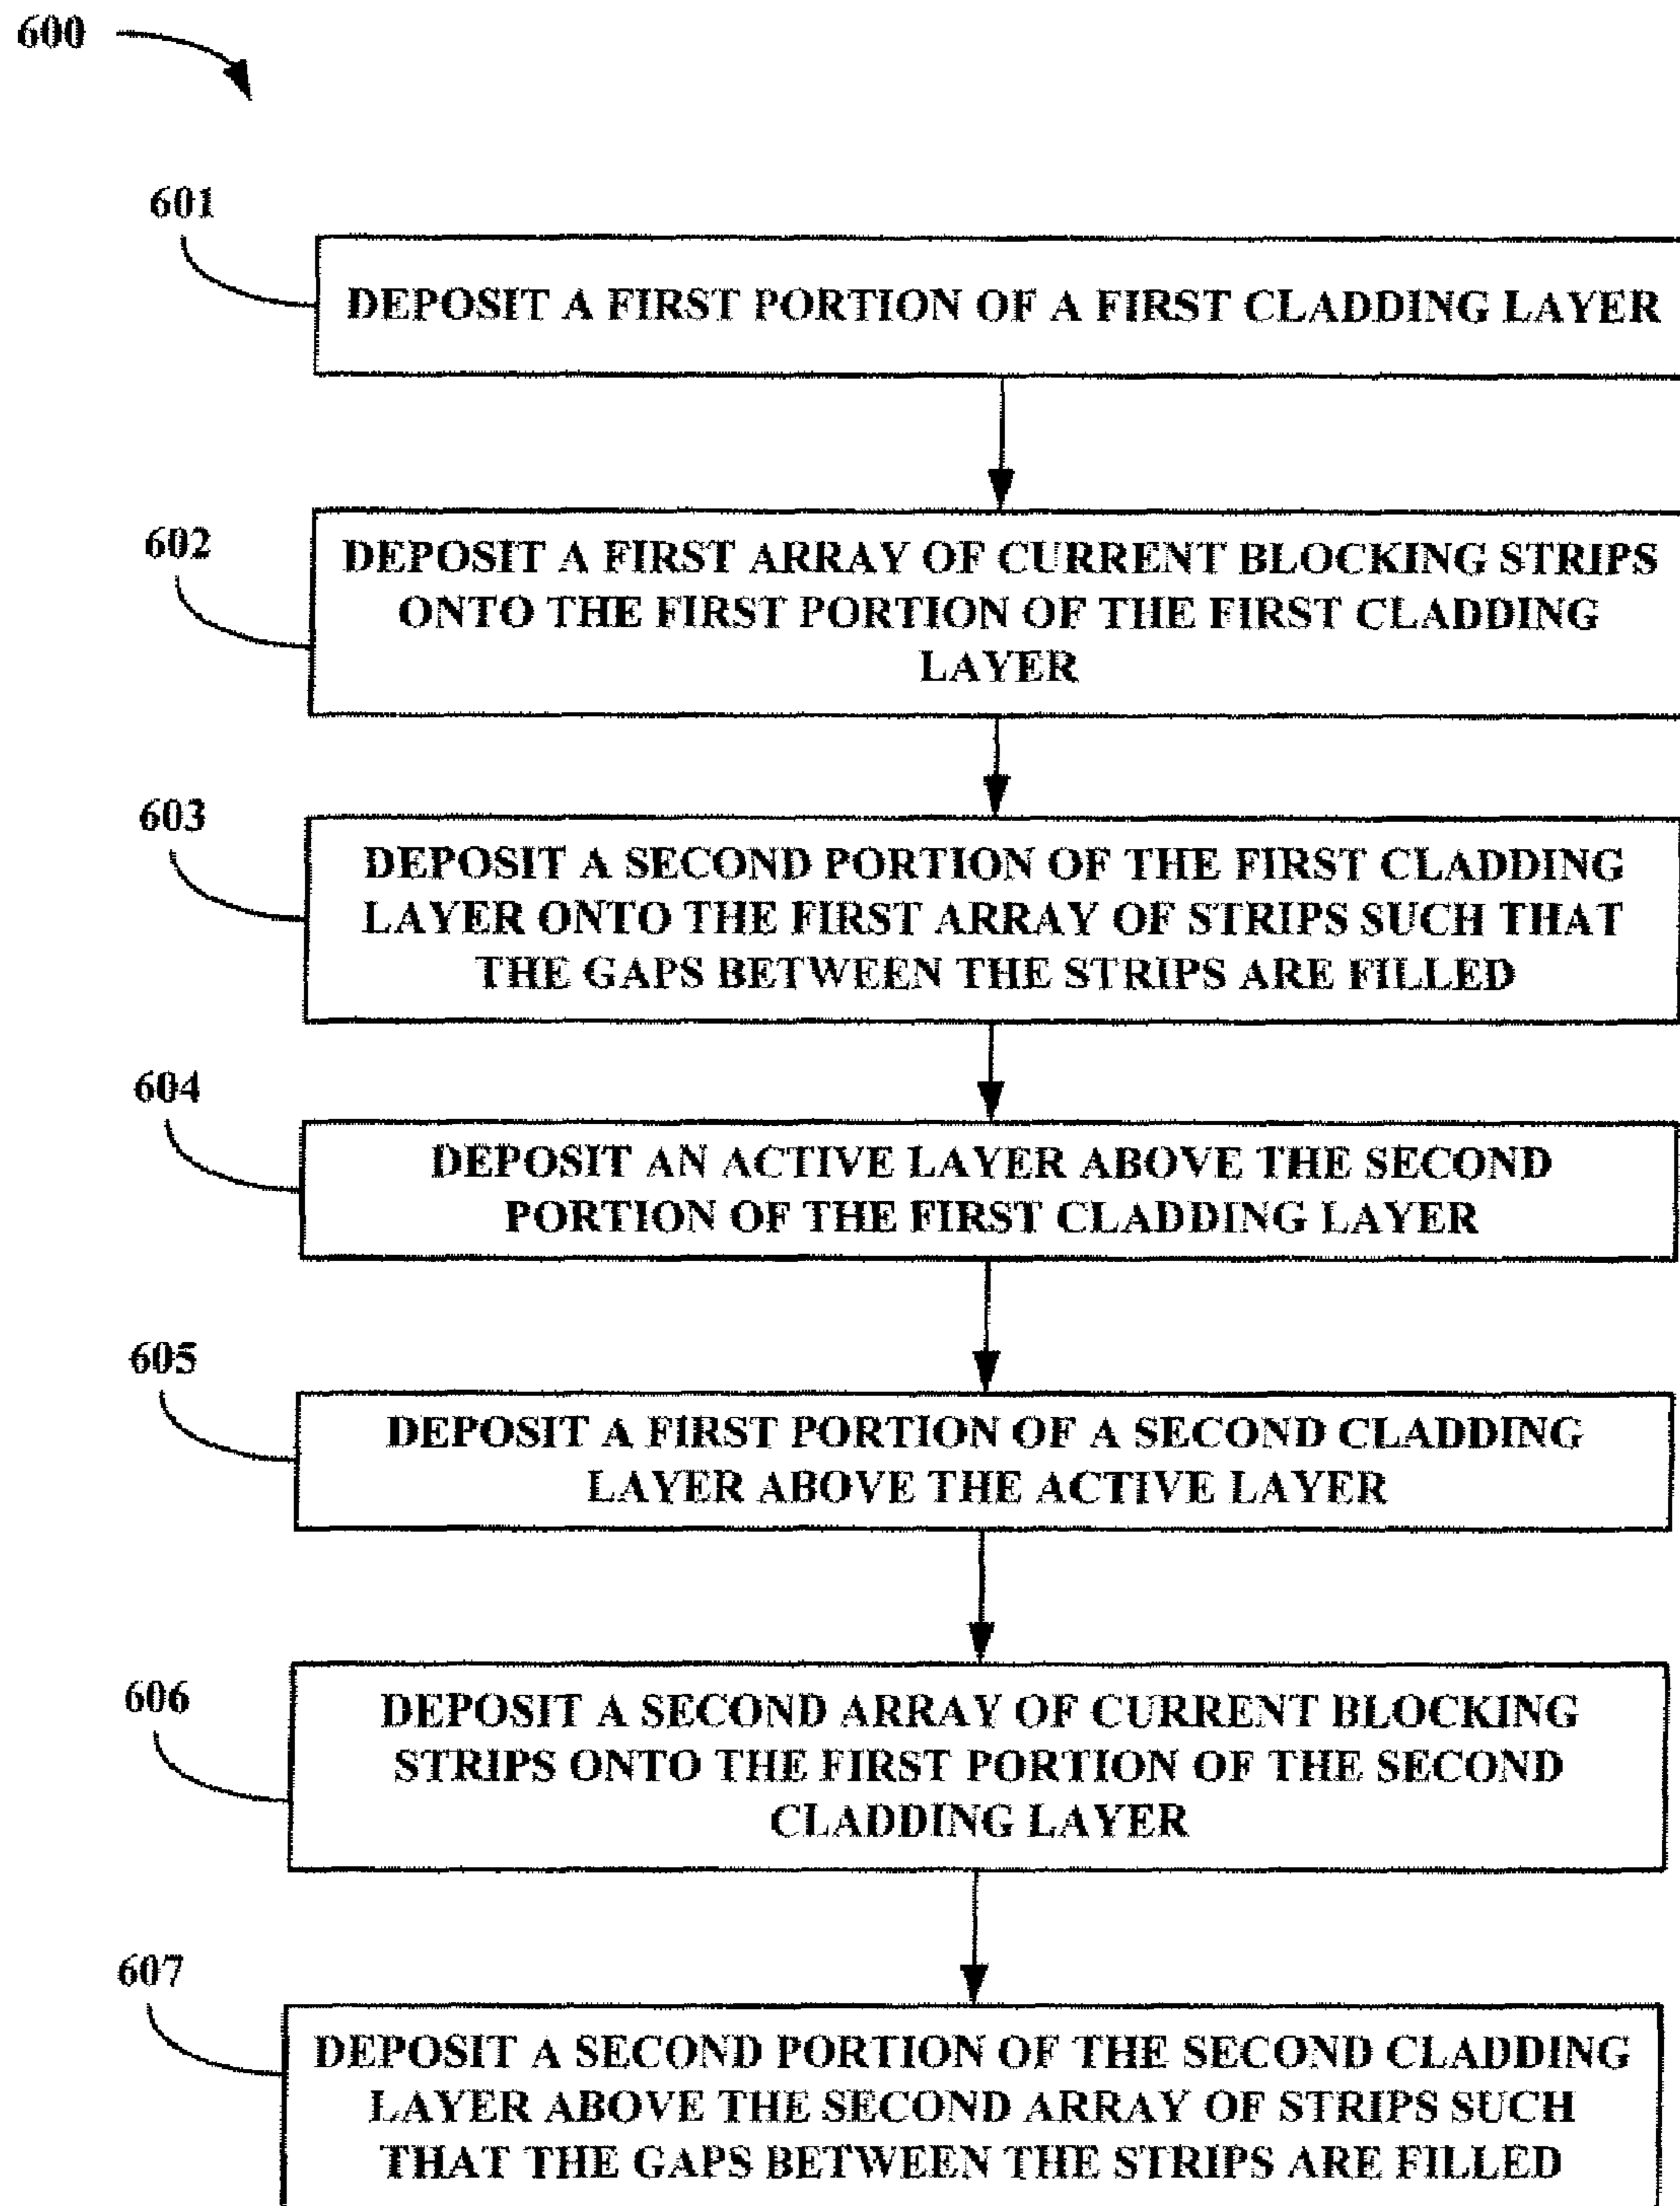 600
601
DEPOSIT A FIRST PORTION OF A FIRST CLADDING LAYER
602
DEPOSIT A FIRST ARRAY OF CURRENT BLOCKING STRIPS
ONTO THE FIRST PORTION OF THE FIRST CLADDING
LAYER
603
DEPOSIT A SECOND PORTION OF THE FIRST CLADDING
LAYER ONTO THE FIRST ARRAY OF STRIPS SUCH THAT
THE GAPS BETWEEN THE STRIPS ARE FILLED
604
DEPOSIT AN ACTIVE LAYER ABOVE THE SECOND
PORTION OF THE FIRST CLADDING LAYER
605
DEPOSIT A FIRST PORTION OF A SECOND CLADDING
LAYER ABOVE THE ACTIVE LAYER
606
DEPOSIT A SECOND ARRAY OF CURRENT BLOCKING
STRIPS ONTO THE FIRST PORTION OF THE SECOND
CLADDING LAYER
607
DEPOSIT A SECOND PORTION OF THE SECOND CLADDING
LAYER ABOVE THE SECOND ARRAY OF STRIPS SUCH
THAT THE GAPS BETWEEN THE STRIPS ARE FILLED